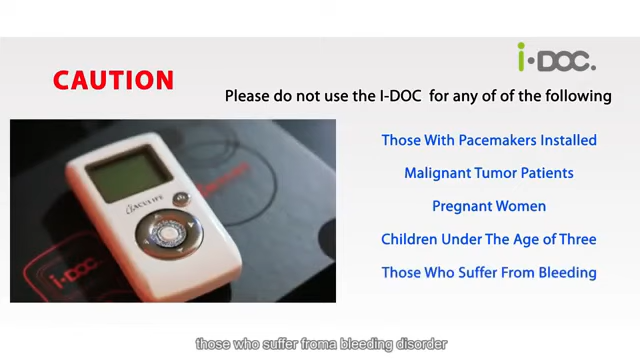 i·DOC.
CAUTION
Please do not use the I-DOC for any of of the following
Those With Pacemakers Installed
Malignant Tumor Patients
Pregnant Women
Children Under The Age of Three
Those Who Suffer From Bleeding
ACULIFE
i·DOC.
those who suffer froma bleeding disorder